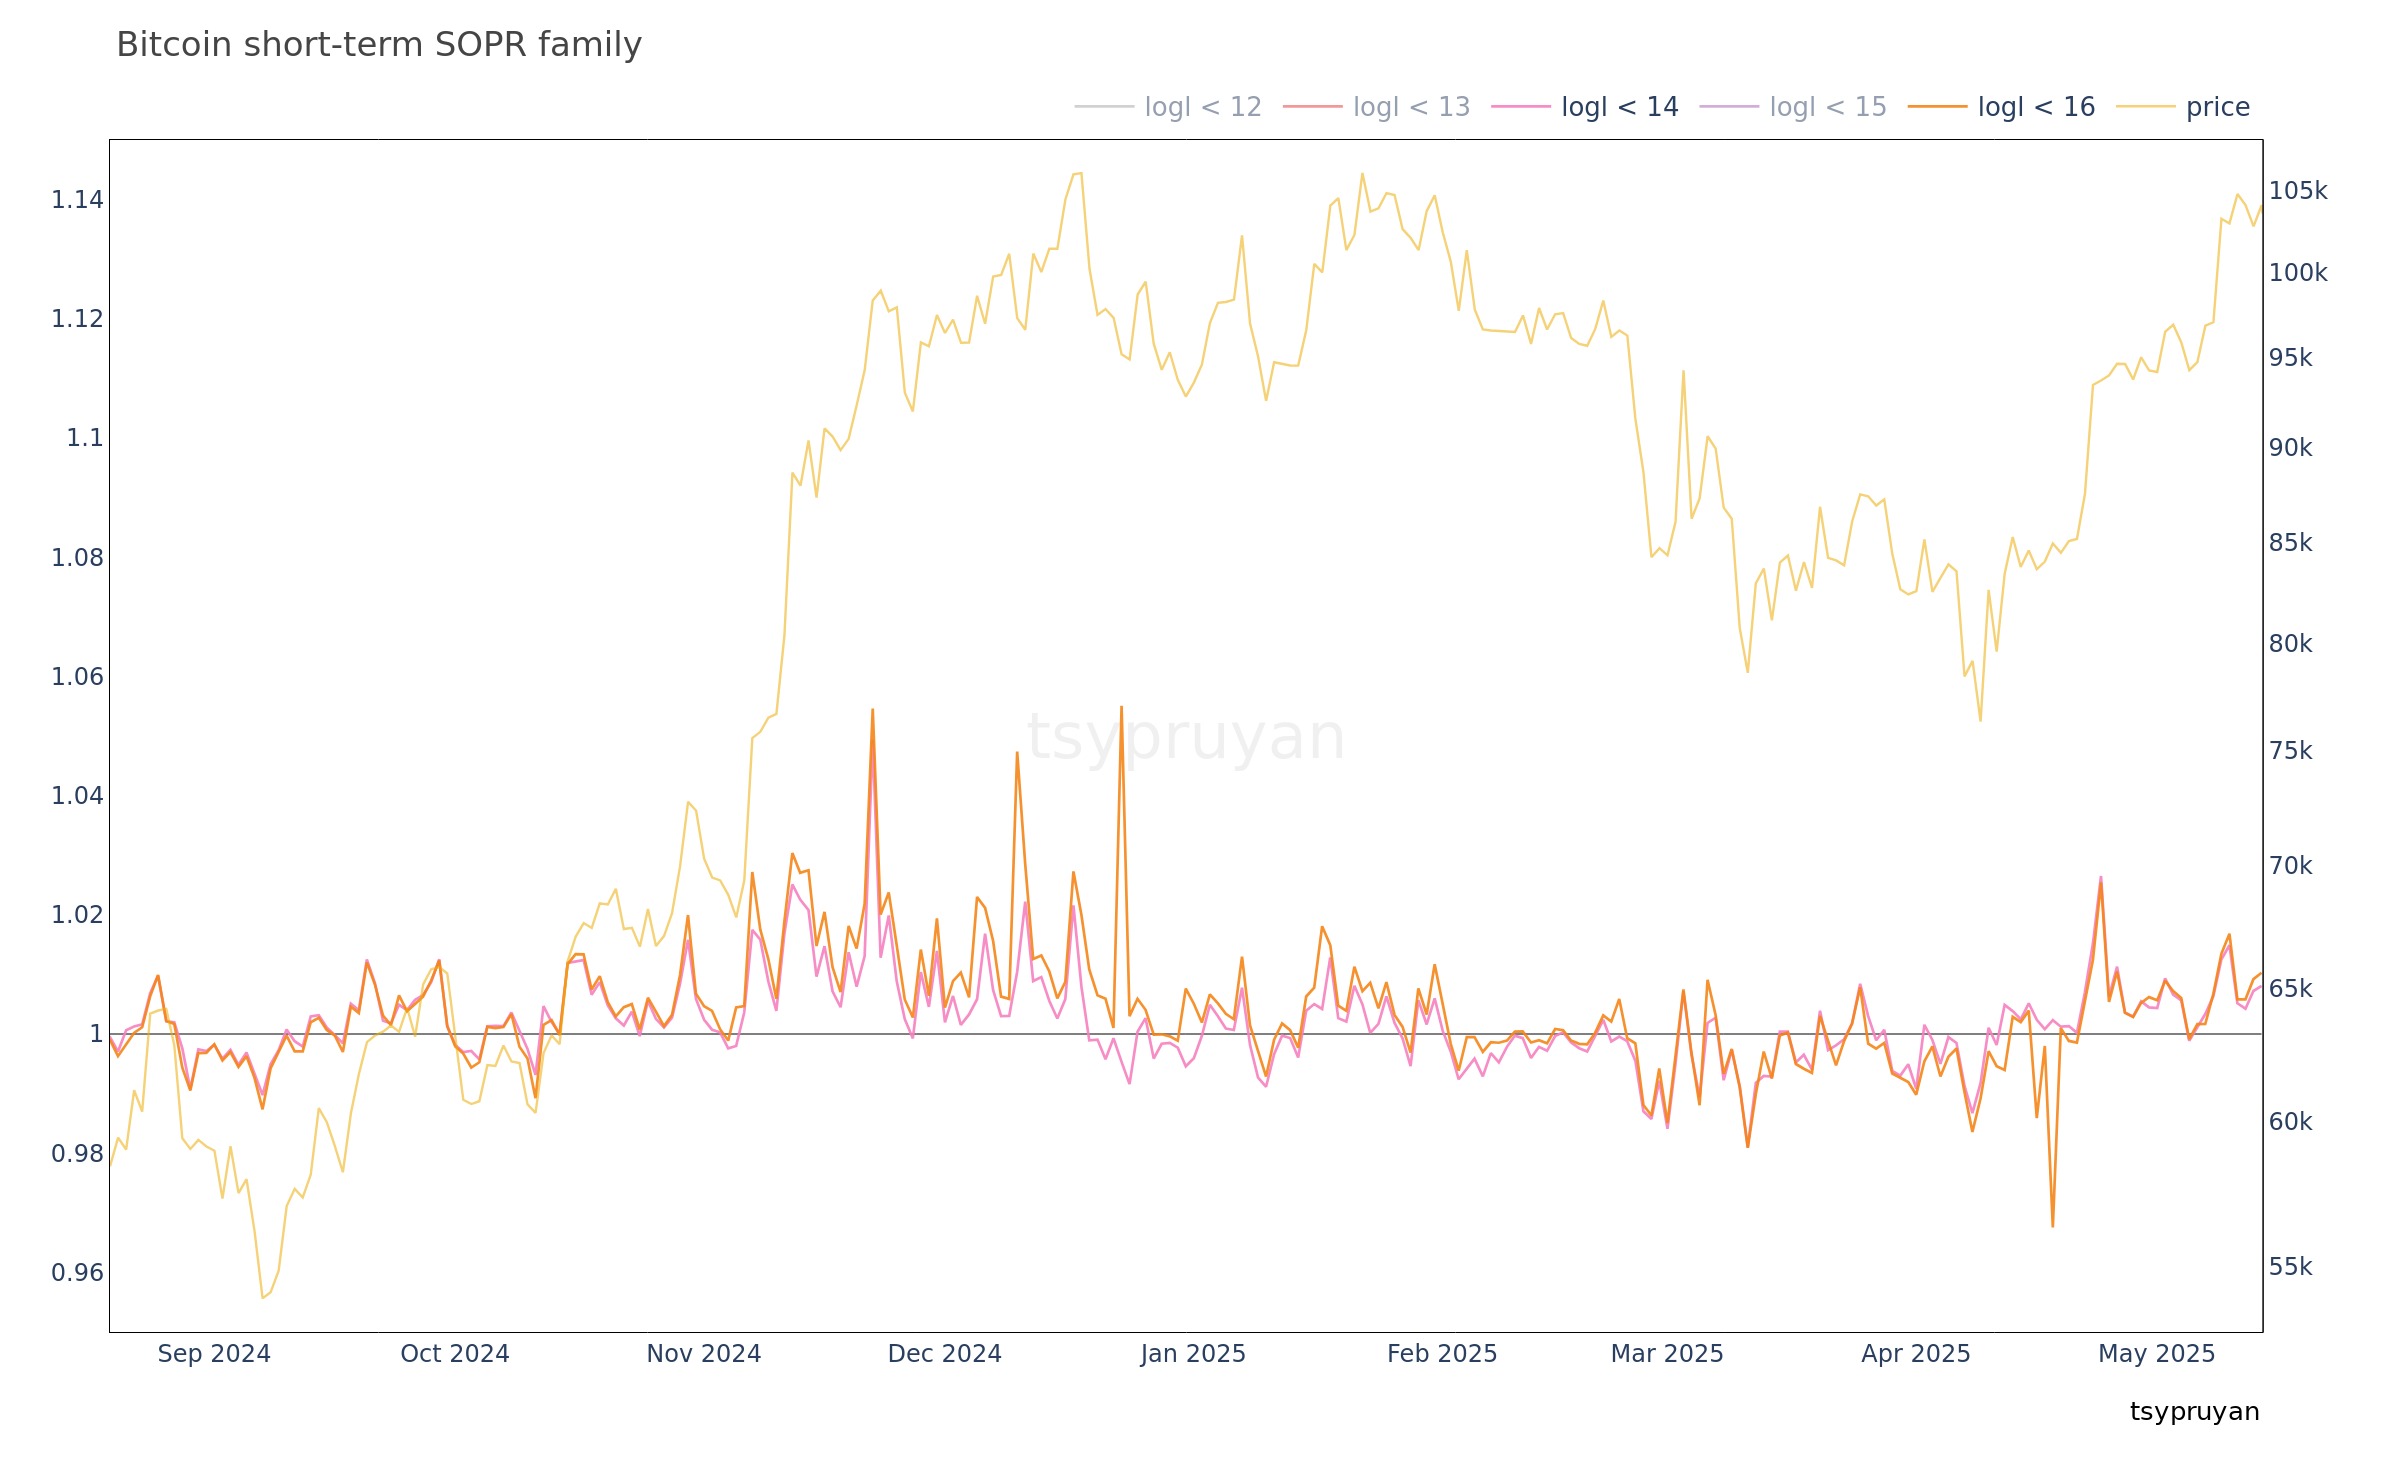 Bitcoin short-term SOPR family
logl < 12 logl < 13 logl < 14 logl < 15 logl < 16 price
1.14
1.12
1.1
1.08
1.06
1.04
1.02
1
0.98
0.96
105k
100k
95k
90k
85k
80k
75k
70k
65k
60k
55k
tsypruyan
Sep 2024 Oct 2024 Nov 2024 Dec 2024 Jan 2025 Feb 2025 Mar 2025 Apr 2025 May 2025
tsypruyan